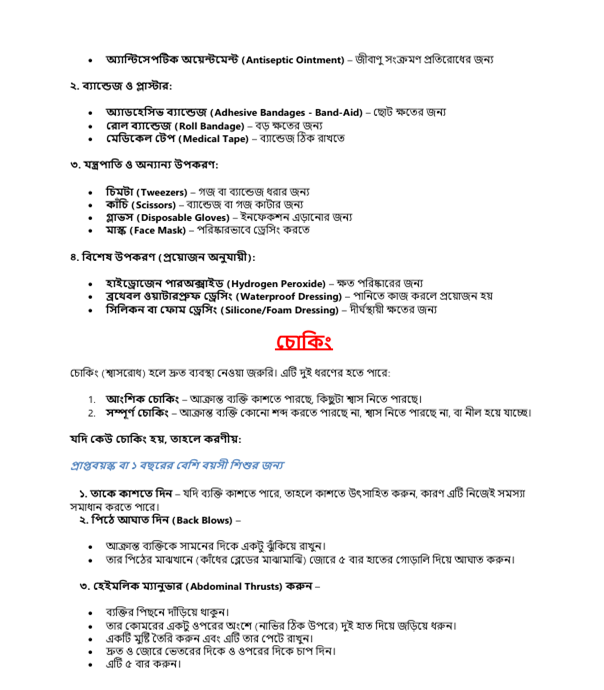 • অ্যান্টিসেপটিক অয়েন্টমেন্ট (Antiseptic Ointment) – জীবাণু সংক্রমণ প্রতিরোধের জন্য
২. ব্যান্ডেজ ও প্লাস্টার:
• অ্যাডহেসিভ ব্যান্ডেজ (Adhesive Bandages - Band-Aid) – ছোট ক্ষতের জন্য
• রোল ব্যান্ডেজ (Roll Bandage) – বড় ক্ষতের জন্য
• মেডিকেল টেপ (Medical Tape) – ব্যান্ডেজ ঠিক রাখতে
৩. যন্ত্রপাতি ও অন্যান্য উপকরণ:
• চিমটা (Tweezers) – গজ বা ব্যান্ডেজ ধরার জন্য
• কাঁচি (Scissors) – ব্যান্ডেজ বা গজ কাটার জন্য
• গ্লাভস (Disposable Gloves) – ইনফেকশন এড়ানোর জন্য
• মাস্ক (Face Mask) – পরিষ্কারভাবে ড্রেসিং করতে
৪. বিশেষ উপকরণ (প্রয়োজন অনুযায়ী):
• হাইড্রোজেন পারঅক্সাইড (Hydrogen Peroxide) – ক্ষত পরিষ্কারের জন্য
• ব্রথেবল ওয়াটারপ্রুফ ড্রেসিং (Waterproof Dressing) – পানিতে কাজ করলে প্রয়োজন হয়
• সিলিকন বা ফোম ড্রেসিং (Silicone/Foam Dressing) – দীর্ঘস্থায়ী ক্ষতের জন্য
চোকিং
চোকিং (শ্বাসরোধ) হলে দ্রুত ব্যবস্থা নেওয়া জরুরি। এটি দুই ধরণের হতে পারে:
1. আংশিক চোকিং – আক্রান্ত ব্যক্তি কাশতে পারছে, কিছুটা শ্বাস নিতে পারছে।
2. সম্পূর্ণ চোকিং – আক্রান্ত ব্যক্তি কোনো শব্দ করতে পারছে না, শ্বাস নিতে পারছে না, বা নীল হয়ে যাচ্ছে।
যদি কেউ চোকিং হয়, তাহলে করণীয়:
প্রাপ্তবয়স্ক বা ১ বছরের বেশি বয়সী শিশুর জন্য
১. তাকে কাশতে দিন – যদি ব্যক্তি কাশতে পারে, তাহলে কাশতে উৎসাহিত করুন, কারণ এটি নিজেই সমস্যা
সমাধান করতে পারে।
২. পিঠে আঘাত দিন (Back Blows) –
• আক্রান্ত ব্যক্তিকে সামনের দিকে একটু ঝুঁকিয়ে রাখুন।
• তার পিঠের মাঝখানে (কাঁধের ব্লেডের মাঝামাঝি) জোরে ৫ বার হাতের গোড়ালি দিয়ে আঘাত করুন।
৩. হেইমলিক ম্যানুভার (Abdominal Thrusts) করুন –
• ব্যক্তির পিছনে দাঁড়িয়ে থাকুন।
• তার কোমরের একটু ওপরের অংশে (নাভির ঠিক উপরে) দুই হাত দিয়ে জড়িয়ে ধরুন।
• একটি মুষ্টি তৈরি করুন এবং এটি তার পেটে রাখুন।
• দ্রুত ও জোরে ভেতরের দিকে ও ওপরের দিকে চাপ দিন।
• এটি ৫ বার করুন।